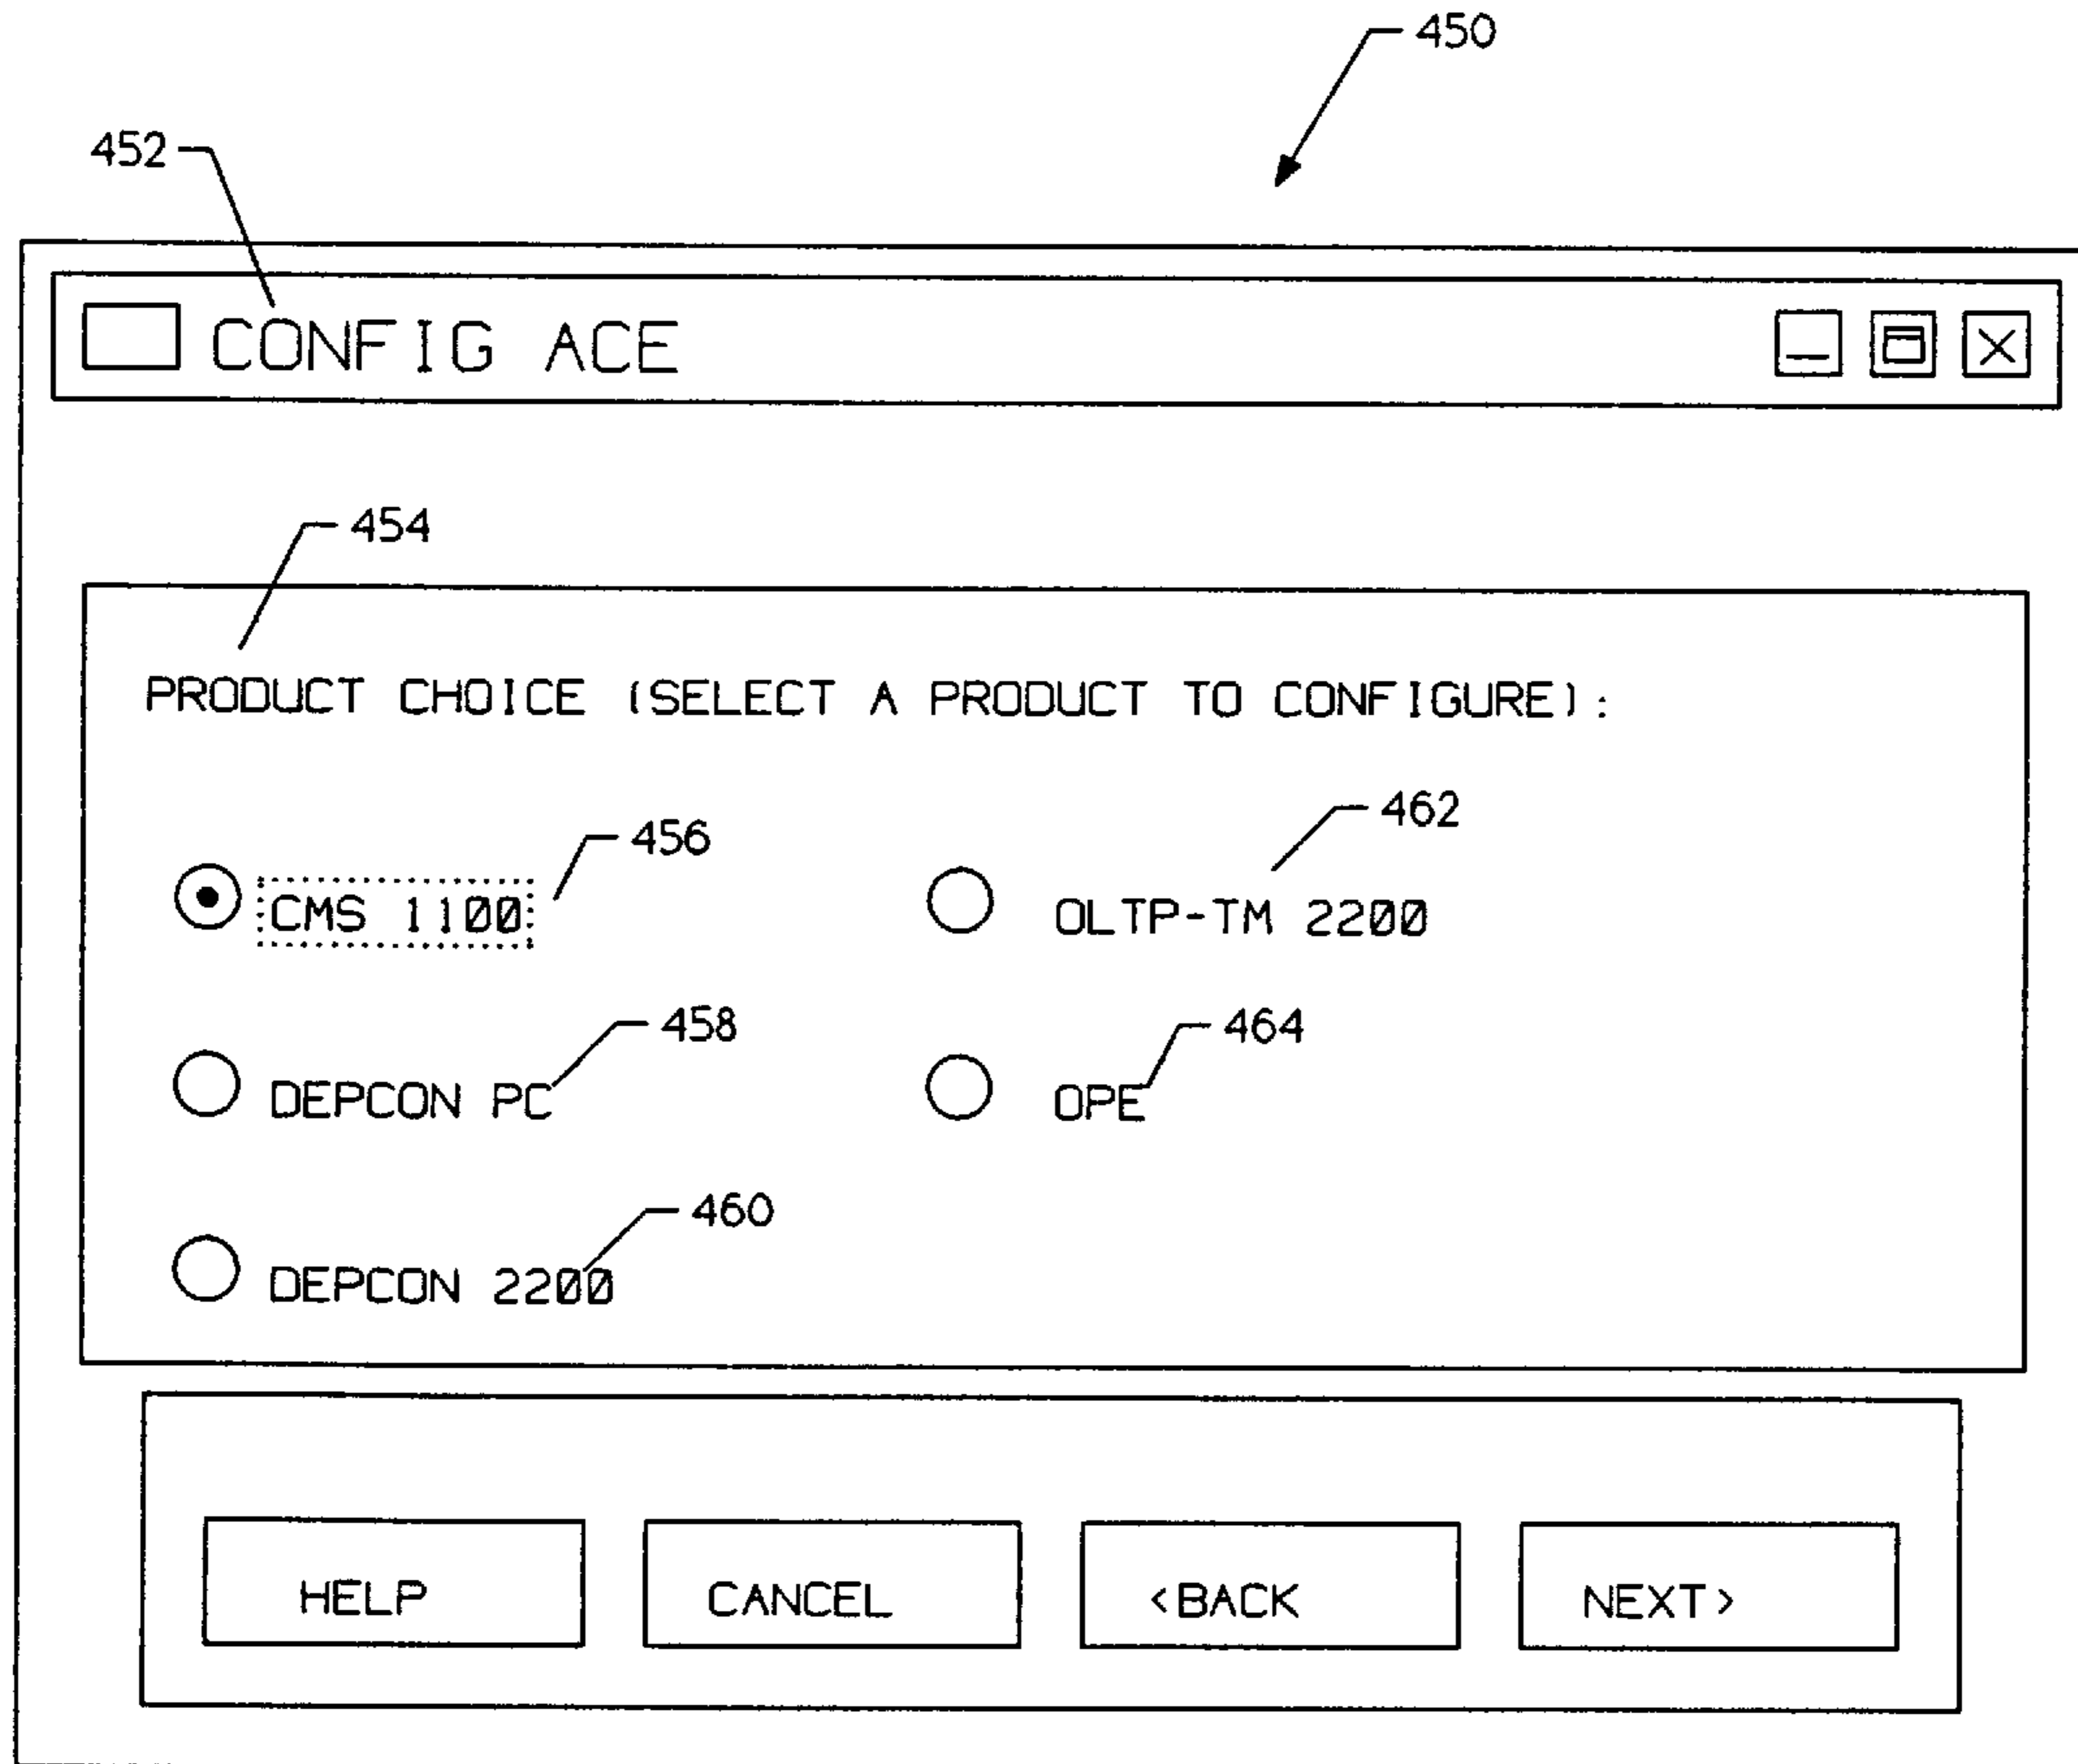 450
452
CONFIG ACE
454
PRODUCT CHOICE (SELECT A PRODUCT TO CONFIGURE):
456
462
CMS 1100
OLTP-TM 2200
458
464
DEPCON PC
OPE
460
DEPCON 2200
HELP
CANCEL
<BACK
NEXT>